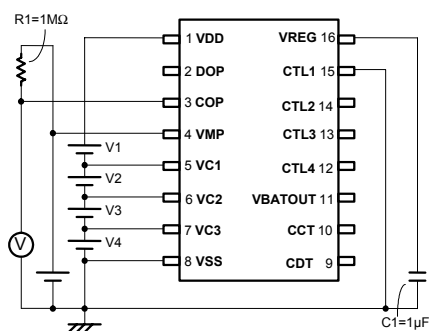 R1=1MΩ
1 VDD
VREG 16
2 DOP
CTL1 15
3 COP
CTL2 14
4 VMP
CTL3 13
V1
5 VC1
CTL4 12
V2
6 VC2
VBATOUT 11
V3
7 VC3
CCT 10
V
V4
8 VSS
CDT 9
C1=1µF